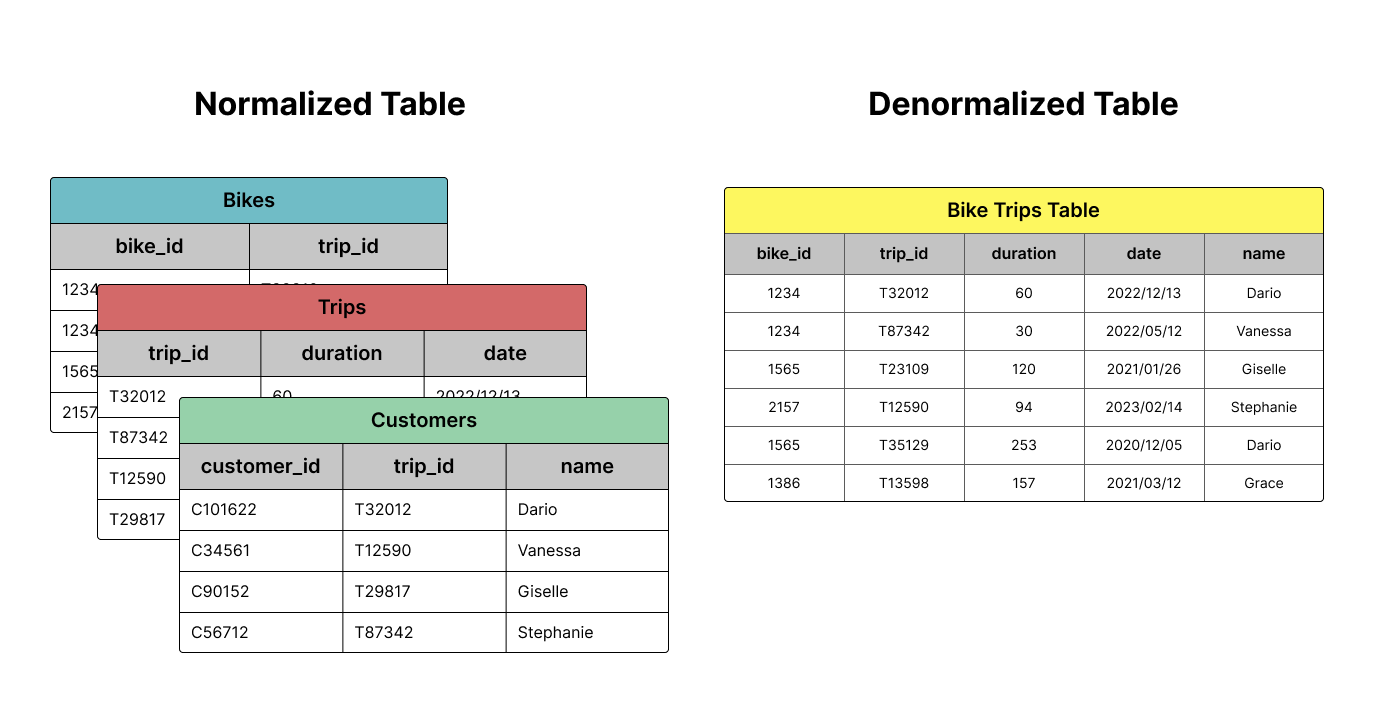 Normalized Table
Bikes
bike_id trip_id
1234
1234
1565
2157
Trips
trip_id duration date
T32012 60 2022/12/13
T87342
T12590
T29817
Customers
customer_id trip_id name
C101622 T32012 Dario
C34561 T12590 Vanessa
C90152 T29817 Giselle
C56712 T87342 Stephanie
Denormalized Table
Bike Trips Table
bike_id trip_id duration date name
1234 T32012 60 2022/12/13 Dario
1234 T87342 30 2022/05/12 Vanessa
1565 T23109 120 2021/01/26 Giselle
2157 T12590 94 2023/02/14 Stephanie
1565 T35129 253 2020/12/05 Dario
1386 T13598 157 2021/03/12 Grace